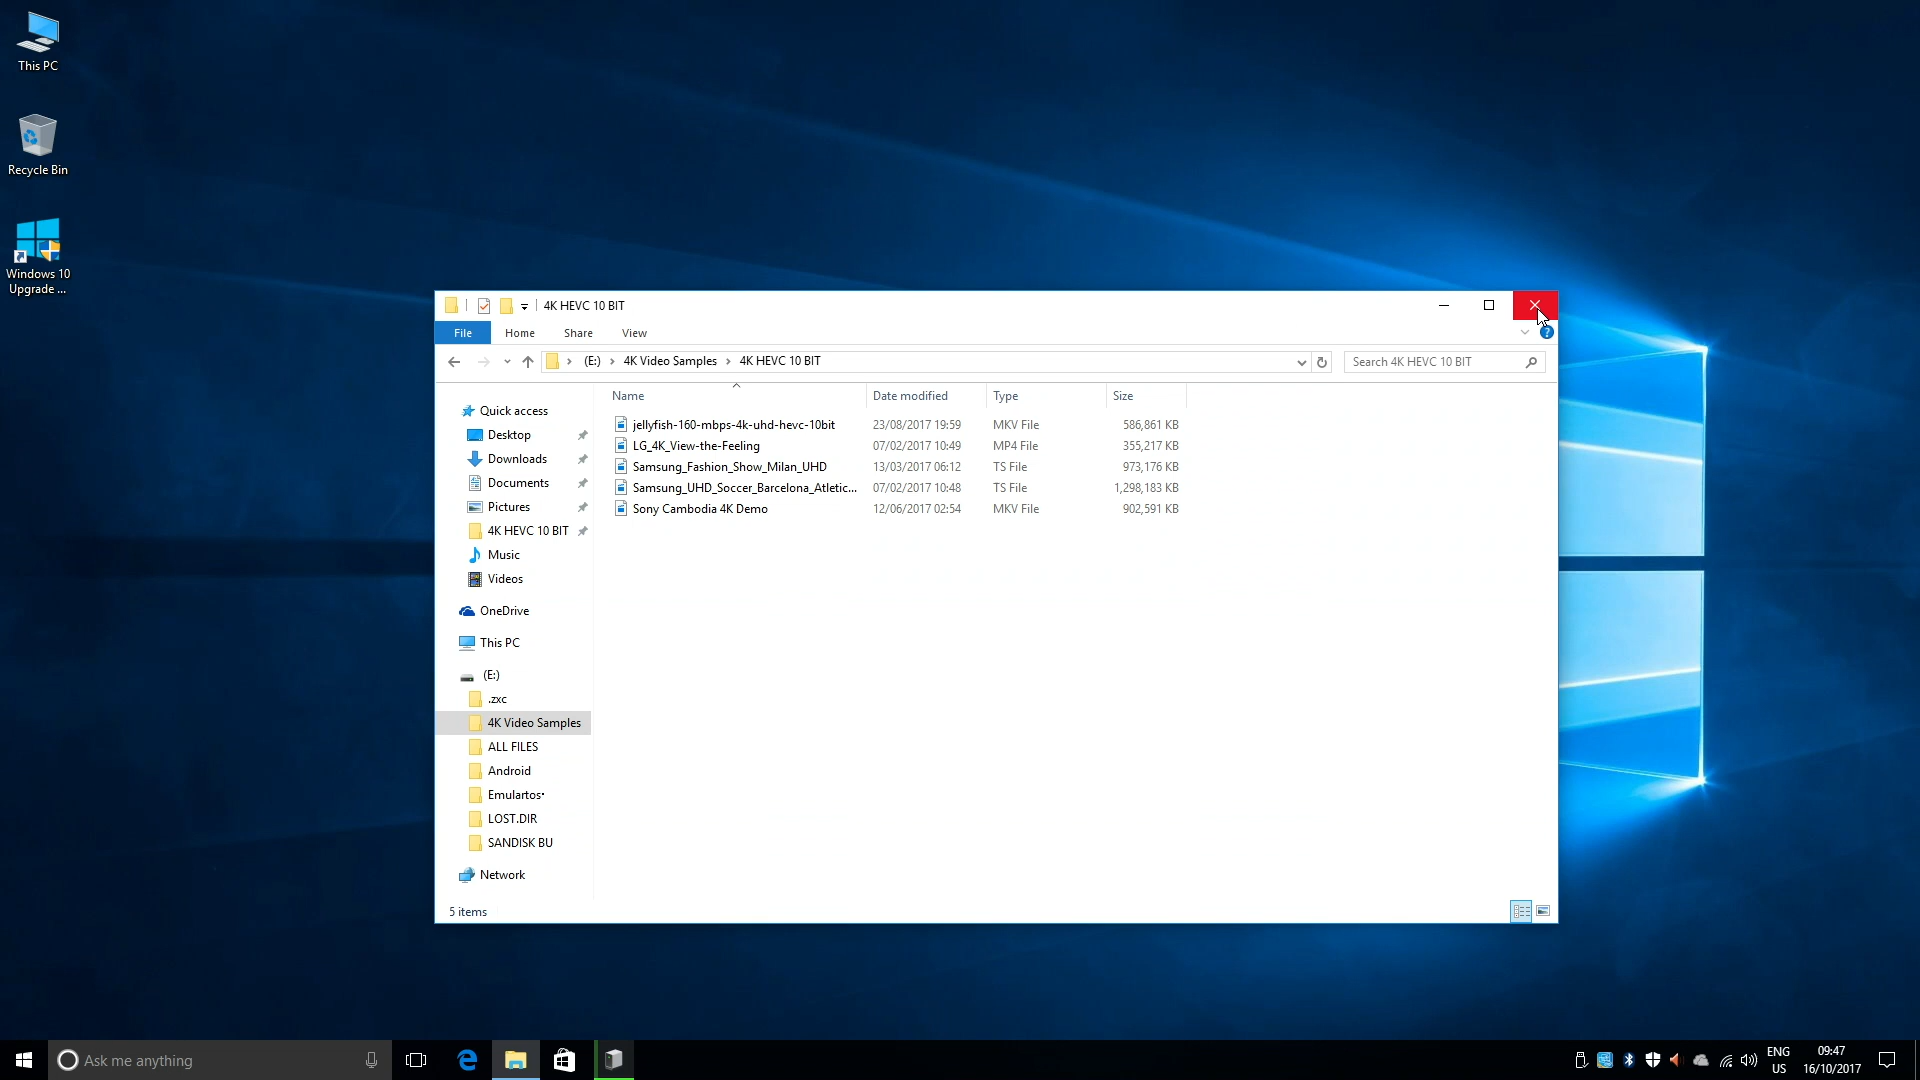 This PC
Recycle Bin
Windows 10
Upgrade ...
4K HEVC 10 BIT
File Home Share View
(E:) 4K Video Samples 4K HEVC 10 BIT
Search 4K HEVC 10 BIT
Name Date modified Type Size
jellyfish-160-mbps-4k-uhd-hevc-10bit 23/08/2017 19:59 MKV File 586,861 KB
LG_4K_View-the-Feeling 07/02/2017 10:49 MP4 File 355,217 KB
Samsung_Fashion_Show_Milan_UHD 13/03/2017 06:12 TS File 973,176 KB
Samsung_UHD_Soccer_Barcelona_Atletic... 07/02/2017 10:48 TS File 1,298,183 KB
Sony Cambodia 4K Demo 12/06/2017 02:54 MKV File 902,591 KB
Quick access
Desktop
Downloads
Documents
Pictures
4K HEVC 10 BIT
Music
Videos
OneDrive
This PC
(E:)
.zxc
4K Video Samples
ALL FILES
Android
Emulartos·
LOST.DIR
SANDISK BU
Network
5 items
Ask me anything
ENG
US
09:47
16/10/2017